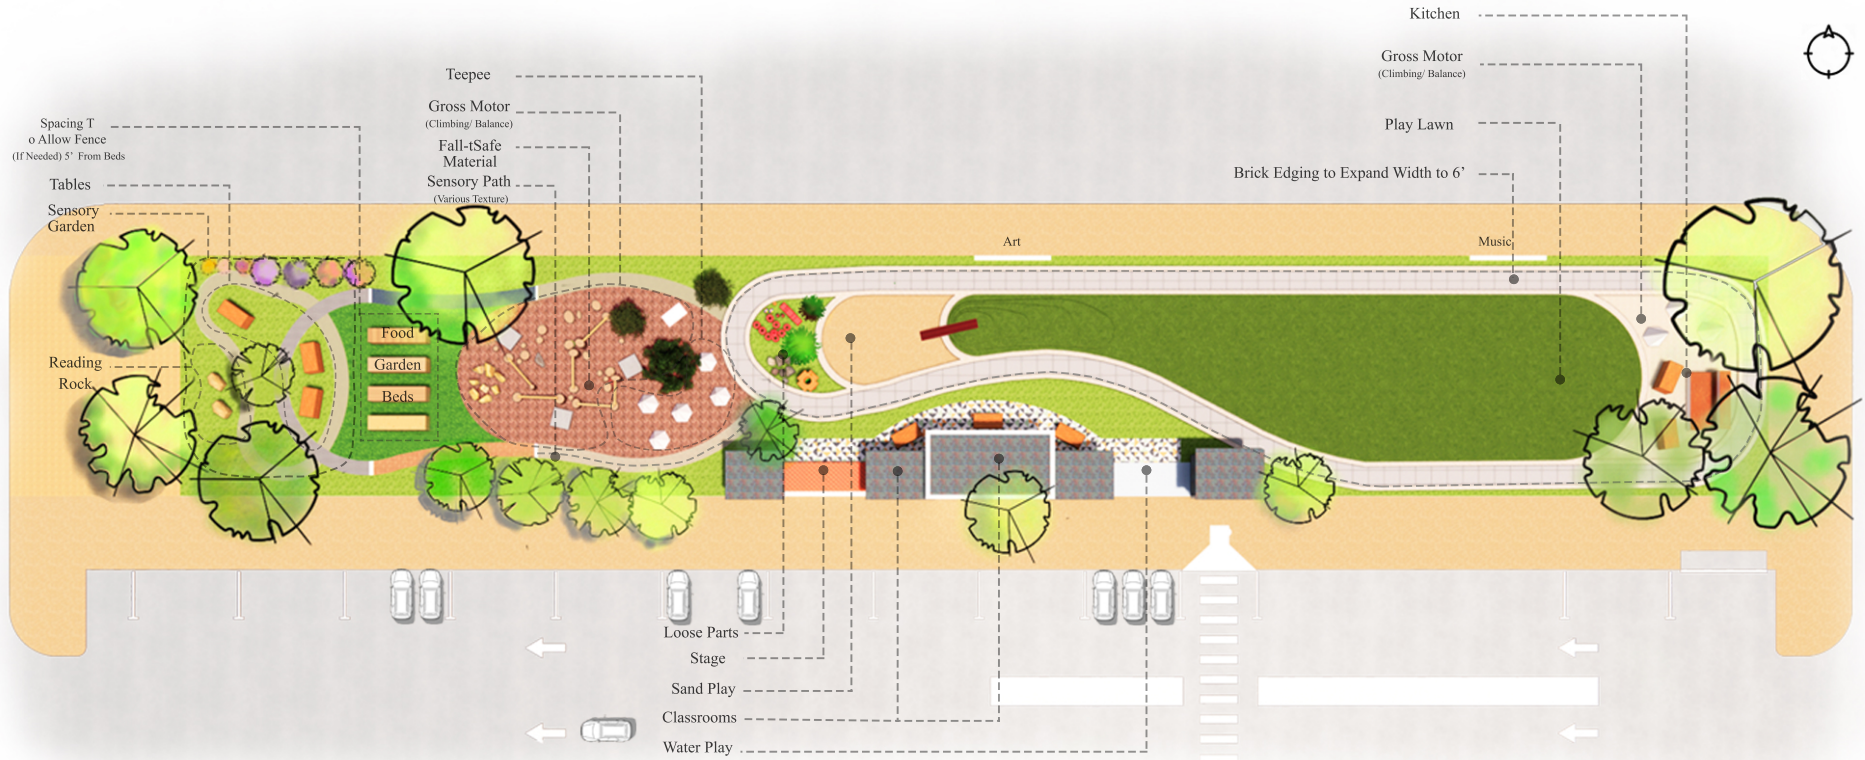 Kitchen
Gross Motor
(Climbing/ Balance)
Teepee
Gross Motor
(Climbing/ Balance)
Spacing T
o Allow Fence
(If Needed) 5' From Beds
Play Lawn
Fall-tSafe
Material
Brick Edging to Expand Width to 6'
Tables
Sensory Path
(Various Texture)
Sensory
Garden
Art
Music
Food
Garden
Beds
Reading
Rock
Loose Parts
Stage
Sand Play
Classrooms
Water Play